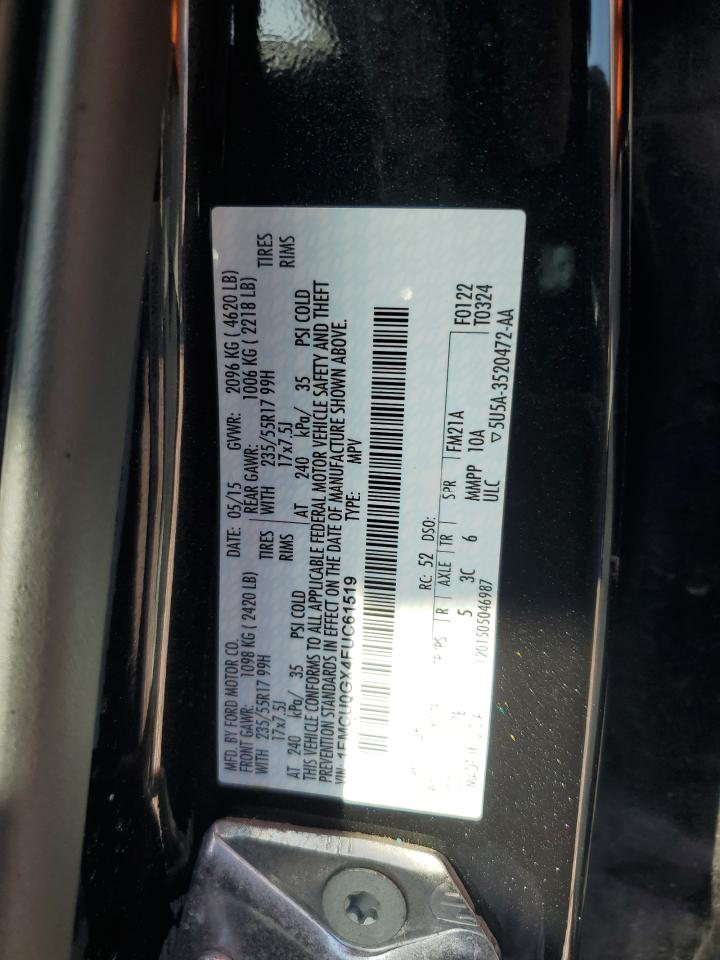 MFD. BY FORD MOTOR CO. DATE: 05/15 GVWR: 2096 KG ( 4620 LB)
FRONT GAWR: 1098 KG ( 2420 LB) REAR GAWR: 1006 KG ( 2218 LB)
WITH 235/55R17 99H TIRES WITH 235/55R17 99H TIRES
17x7.5J RIMS 17x7.5J RIMS
AT 240 kPa/ 35 PSI COLD AT 240 kPa/ 35 PSI COLD
THIS VEHICLE CONFORMS TO ALL APPLICABLE FEDERAL MOTOR VEHICLE SAFETY AND THEFT
PREVENTION STANDARDS IN EFFECT ON THE DATE OF MANUFACTURE SHOWN ABOVE.
VIN: 1FMCU0GX4FUC61519 TYPE: MPV
RC: 52 DSO:
TP/PS R AXLE TR SPR FM21A F0122
5 3C 6 MMPP 10A T0324
1201505046987 ULC ▽5U5A-3520472-AA